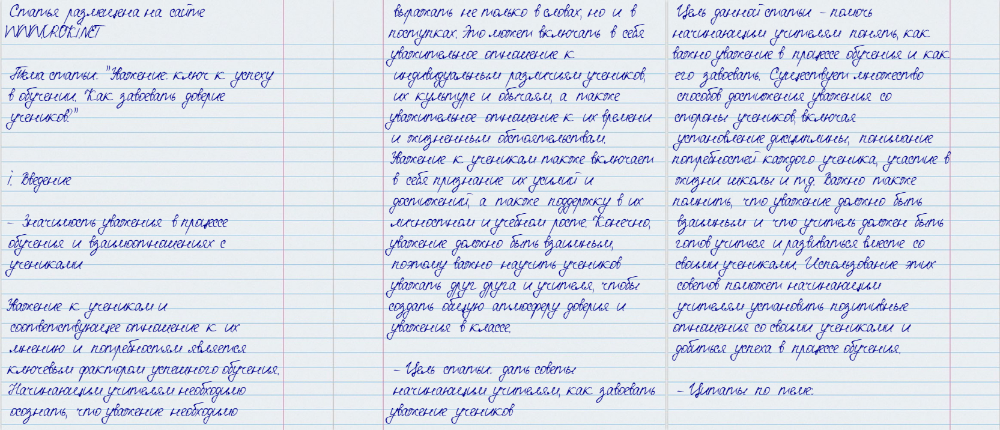 Статья размещена на сайте
WWW.UROKI.NET
Тема статьи: "Уважение: ключ к успеху
в обучении. Как завоевать доверие
учеников?"
i. Введение
- Значимость уважения в процессе
обучения и взаимоотношениях с
учениками
Уважение к ученикам и
соответствующее отношение к их
мнению и потребностям является
ключевым фактором успешного обучения.
Начинающим учителям необходимо
осознать, что уважение необходимо
выражать не только в словах, но и в
поступках. Это может включать в себя
уважительное отношение к
индивидуальным различиям учеников,
их культуре и обычаям, а также
уважительное отношение к их времени
и жизненным обстоятельствам.
Уважение к ученикам также включает
в себя признание их усилий и
достижений, а также поддержку в их
личностном и учебном росте. Конечно,
уважение должно быть взаимным,
поэтому важно научить учеников
уважать друг друга и учителя, чтобы
создать общую атмосферу доверия и
уважения в классе.
- Цель статьи: дать советы
начинающим учителям, как завоевать
уважение учеников
Цель данной статьи - помочь
начинающим учителям понять, как
важно уважение в процессе обучения и как
его завоевать. Существует множество
способов достижения уважения со
стороны учеников, включая
установление дисциплины, понимание
потребностей каждого ученика, участие в
жизни школы и т.д. Важно также
помнить, что уважение должно быть
взаимным и что учитель должен быть
готов учиться и развиваться вместе со
своими учениками. Использование этих
советов поможет начинающим
учителям установить позитивные
отношения со своими учениками и
добиться успеха в процессе обучения.
- Цитаты по теме: